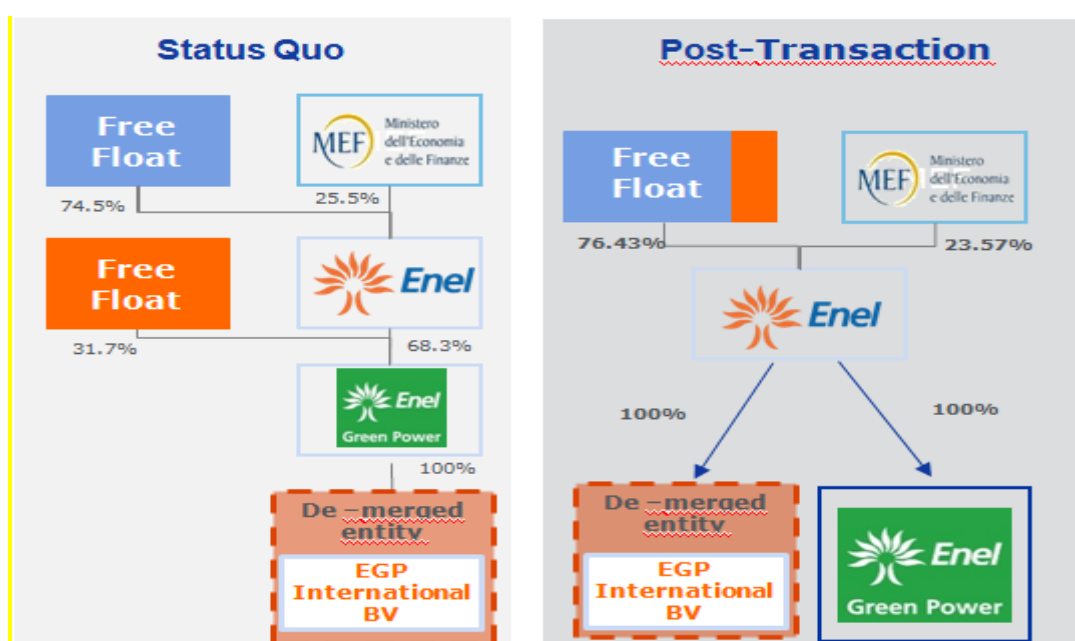 Status Quo
Free
Float
MEF
Ministero
dell'Economia
e delle Finanze
74.5%
25.5%
Free
Float
Enel
31.7%
68.3%
Enel
Green Power
100%
De –merged
entity
EGP
International
BV
Post-Transaction
Free
Float
MEF
Ministero
dell'Economia
e delle Finanze
76.43%
23.57%
Enel
100%
100%
De –merged
entity
EGP
International
BV
Enel
Green Power